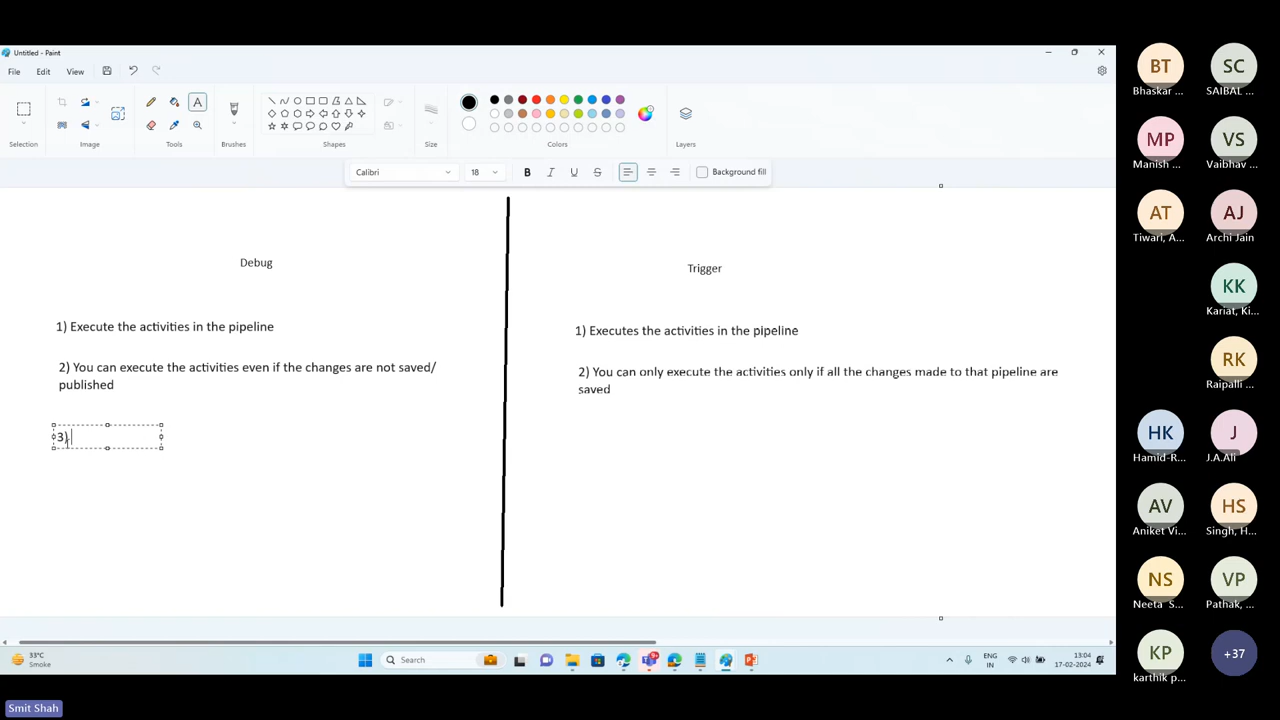 Untitled - Paint
File Edit View
Selection Image Tools Brushes Shapes Size Colors Layers
A
Calibri 18 B I U S Background fill
Debug
Trigger
1) Execute the activities in the pipeline
1) Executes the activities in the pipeline
2) You can execute the activities even if the changes are not saved/
published
2) You can only execute the activities only if all the changes made to that pipeline are
saved
3)
33°C
Smoke
Search
ENG
IN
13:04
17-02-2024
Smit Shah
BT
Bhaskar ...
SC
SAIBAL ...
MP
Manish ...
VS
Vaibhav ...
AT
Tiwari, A...
AJ
Archi Jain
KK
Kariat, Ki...
RK
Raipalli ...
HK
Hamid-R...
J
J.A.Ali
AV
Aniket Vi...
HS
Singh, H...
NS
Neeta S...
VP
Pathak, ...
KP
karthik p...
+37